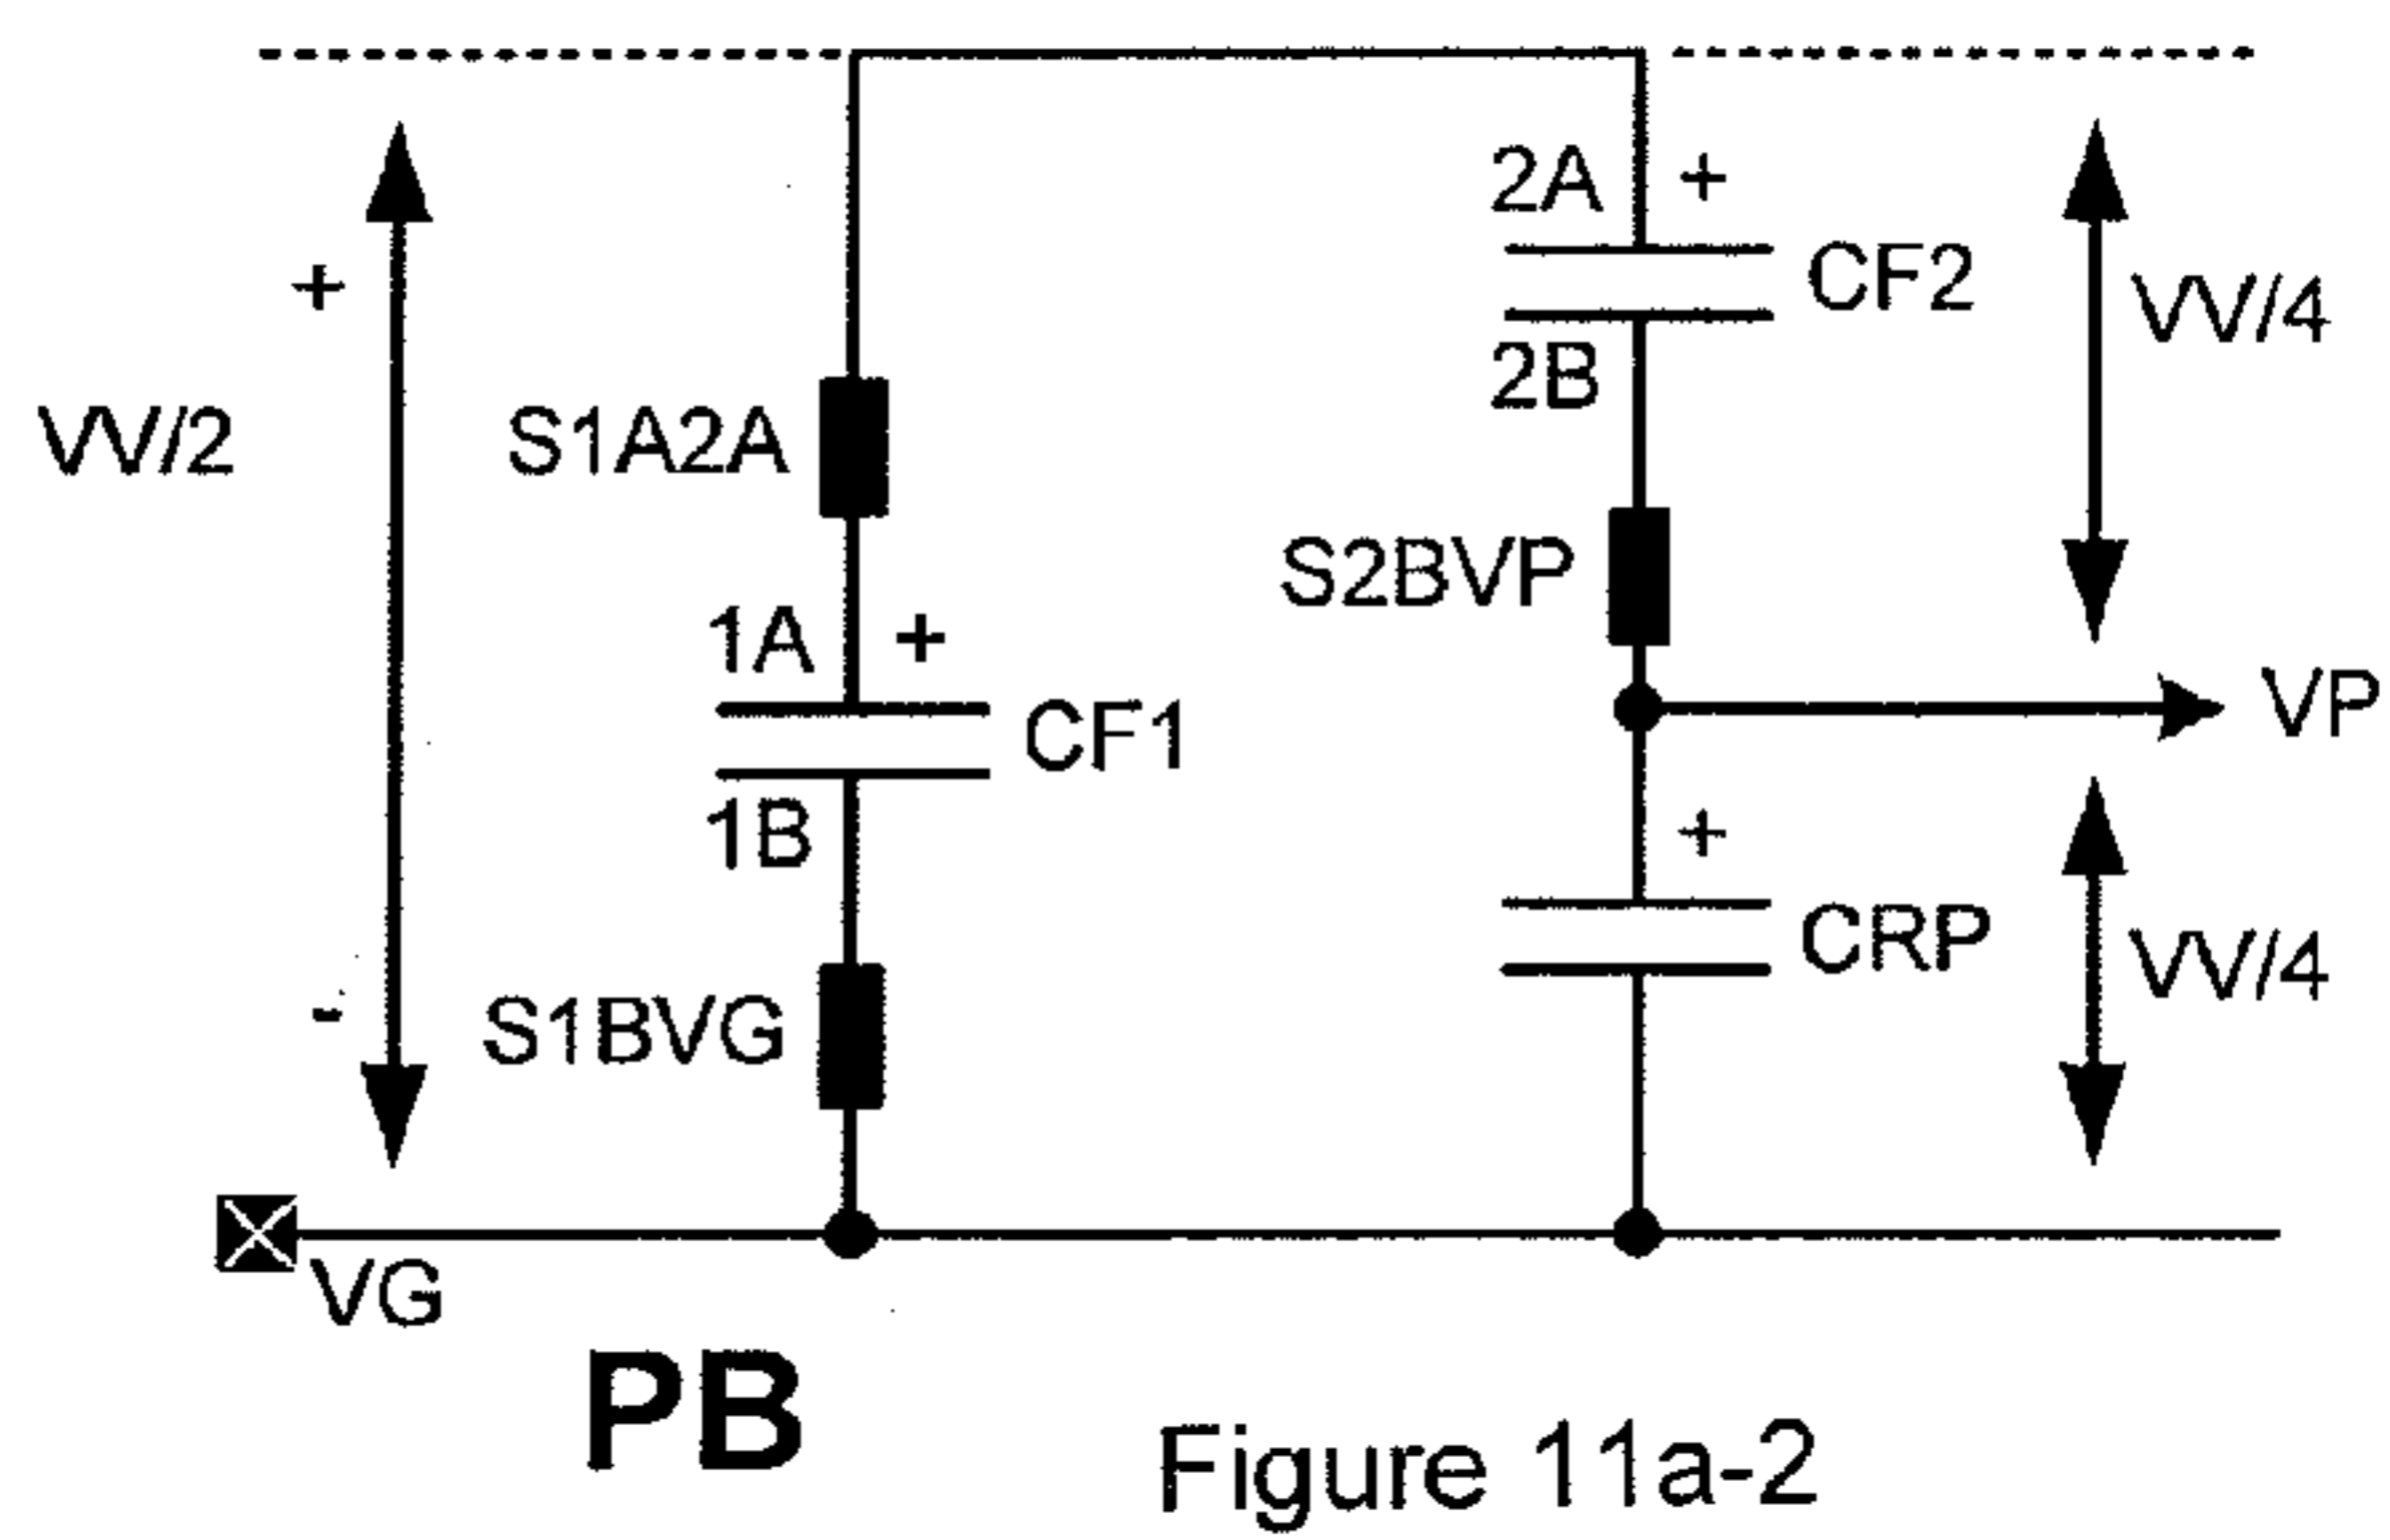 2A +
CF2
VV/4
+
2B
VV/2
S1A2A
S2BVP
1A +
VP
CF1
1B
+
CRP
VV/4
-
S1BVG
VG
PB
Figure 11a-2